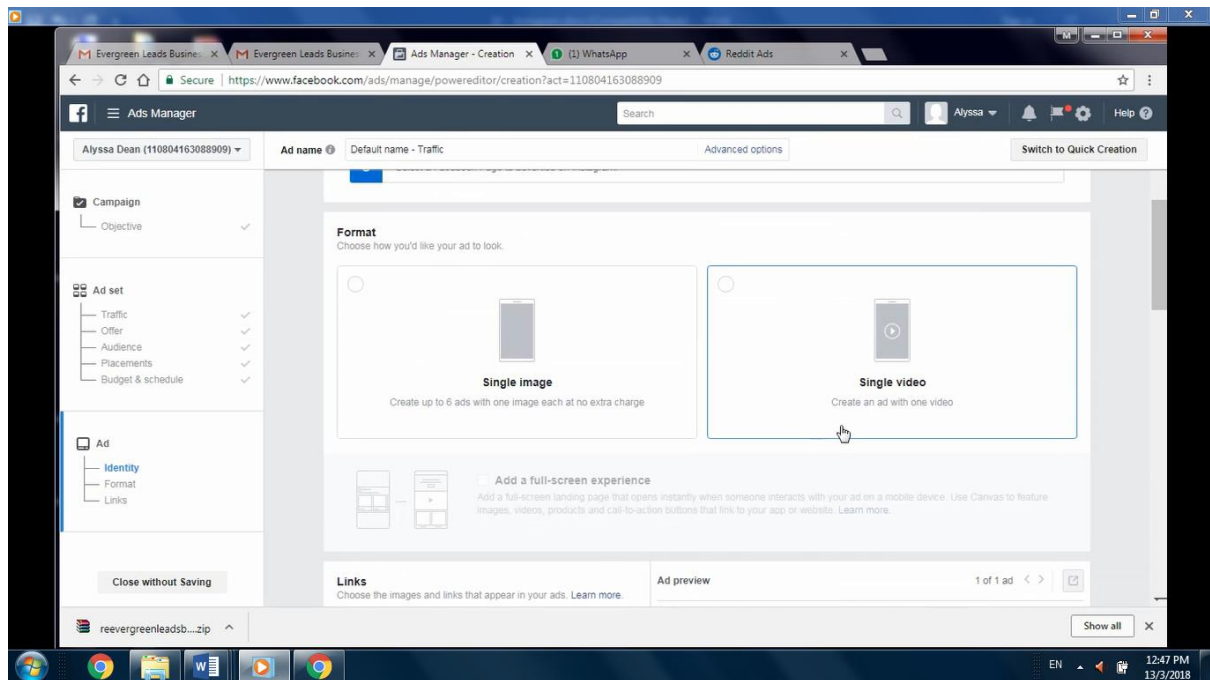 Evergreen Leads Busines
Evergreen Leads Busines
Ads Manager - Creation
(1) WhatsApp
Reddit Ads
M
Secure
https://www.facebook.com/ads/manage/powereditor/creation?act=110804163088909
f
Ads Manager
Search
Alyssa
Help
Alyssa Dean (110804163088909)
Ad name
Default name - Traffic
Advanced options
Switch to Quick Creation
Campaign
Objective
Ad set
Traffic
Offer
Audience
Placements
Budget & schedule
Ad
Identity
Format
Links
Close without Saving
Format
Choose how you'd like your ad to look.
Single image
Create up to 6 ads with one image each at no extra charge
Single video
Create an ad with one video
Add a full-screen experience
Add a full-screen landing page that opens instantly when someone interacts with your ad on a mobile device. Use Canvas to feature
images, videos, products and call-to-action buttons that link to your app or website. Learn more.
Links
Choose the images and links that appear in your ads. Learn more.
Ad preview
1 of 1 ad
reevergreenleadsb....zip
Show all
EN
12:47 PM
13/3/2018